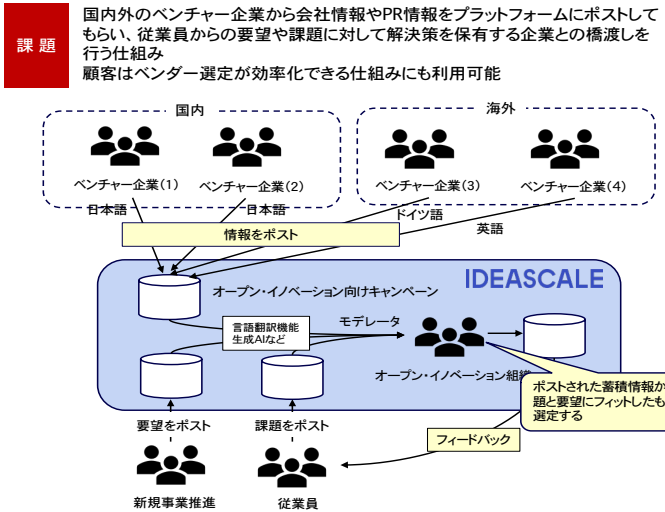 課 題
国内外のベンチャー企業から会社情報やPR情報をプラットフォームにポストして
もらい、従業員からの要望や課題に対して解決策を保有する企業との橋渡しを
行う仕組み
顧客はベンダー選定が効率化できる仕組みにも利用可能
国内
海外
ベンチャー企業(1)
ベンチャー企業(2)
ベンチャー企業(3)
ベンチャー企業(4)
日本語
日本語
ドイツ語
英語
情報をポスト
IDEASCALE
オープン・イノベーション向けキャンペーン
言語翻訳機能
生成AIなど
モデレータ
オープン・イノベーション組織
ポストされた蓄積情報か
題と要望にフィットしたも
選定する
要望をポスト
課題をポスト
フィードバック
新規事業推進
従業員